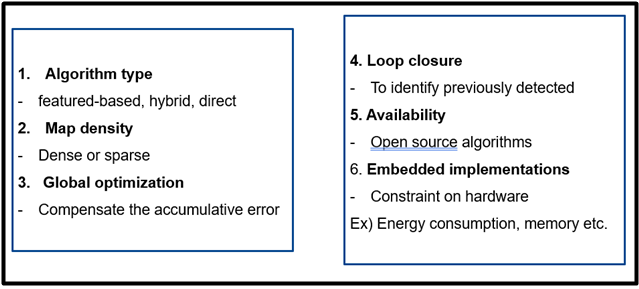 1. Algorithm type
- featured-based, hybrid, direct
2. Map density
- Dense or sparse
3. Global optimization
- Compensate the accumulative error
4. Loop closure
- To identify previously detected
5. Availability
- Open source algorithms
6. Embedded implementations
- Constraint on hardware
Ex) Energy consumption, memory etc.